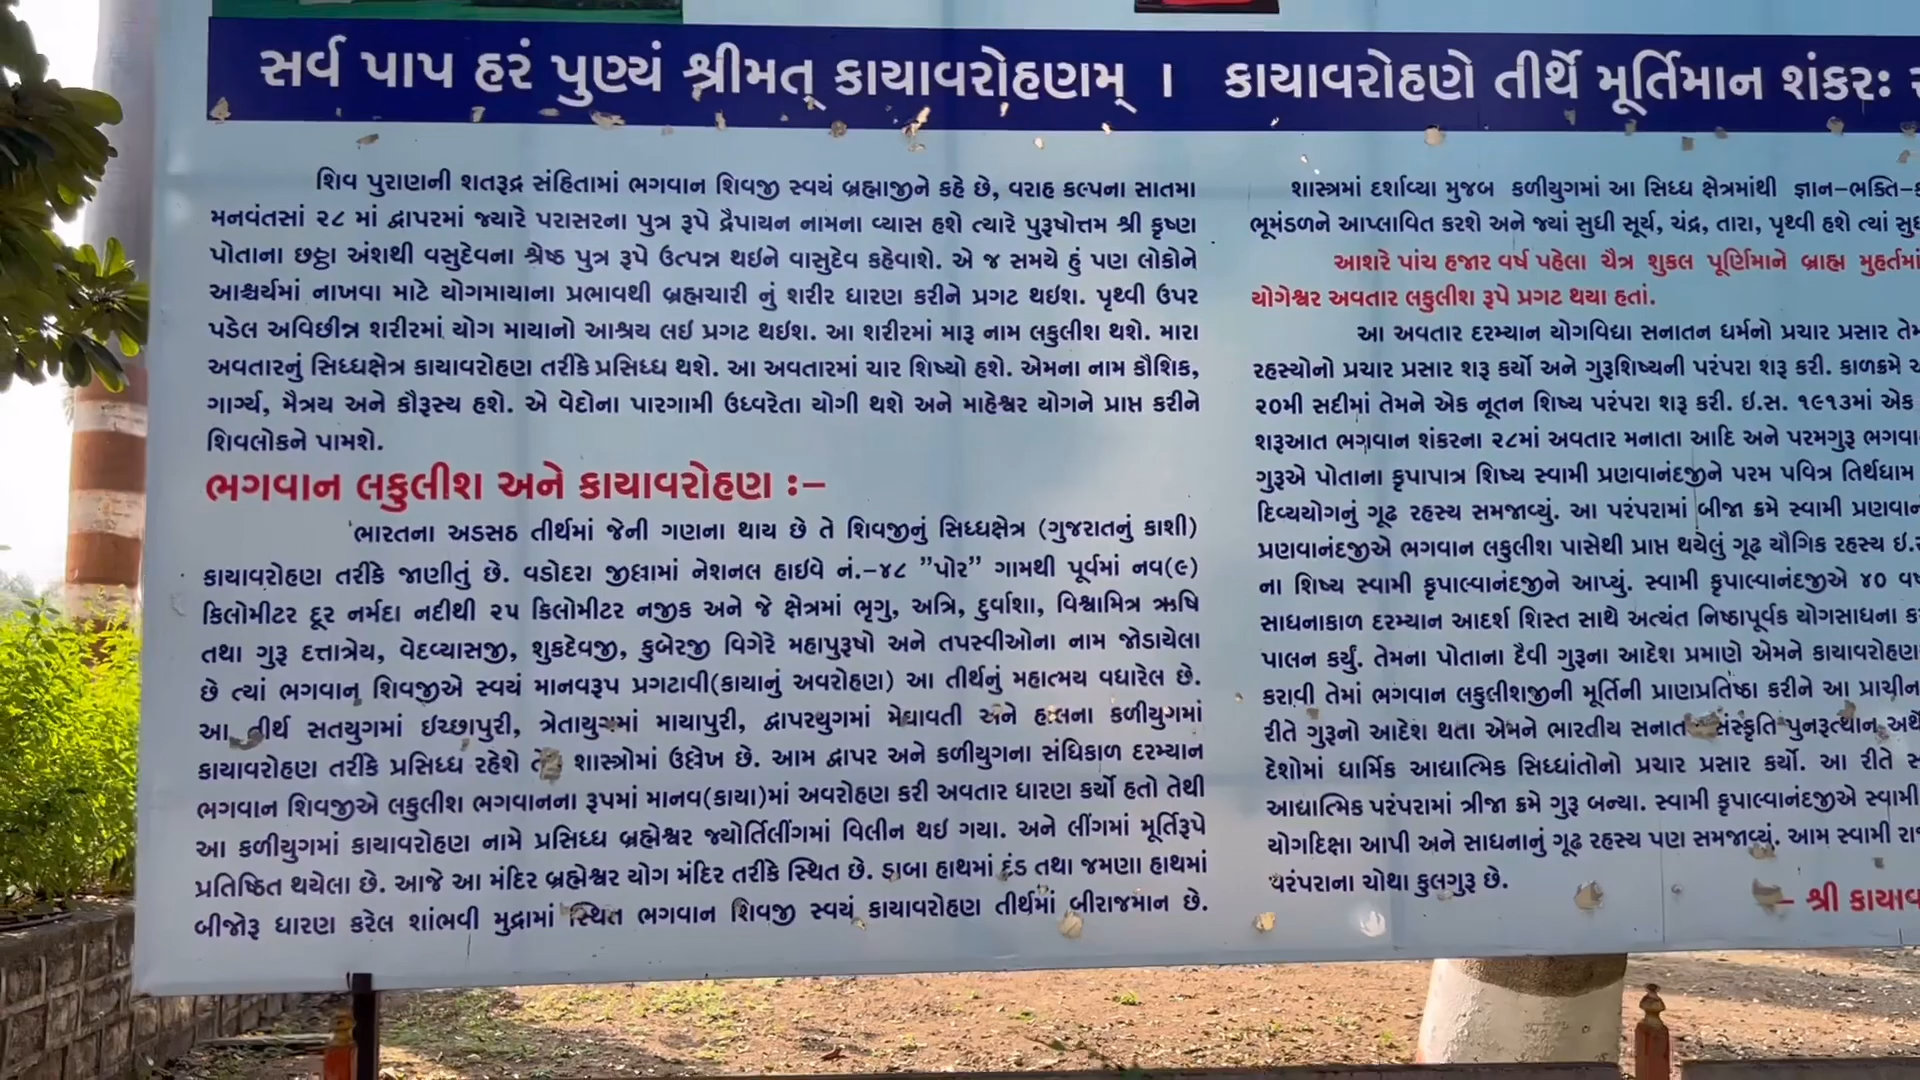 સર્વ પાપ હરં પુણ્યં શ્રીમત્ કાયાવરોહણમ્ । કાયાવરોહણે તીર્થે મૂર્તિમાન શંકરઃ
શિવ પુરાણની શતરૂદ્ર સંહિતામાં ભગવાન શિવજી સ્વયં બ્રહ્માજીને કહે છે, વરાહ કલ્પના સાતમા
મનવંતસાં ૨૮ માં દ્વાપરમાં જ્યારે પરાસરના પુત્ર રૂપે દ્રૈપાયન નામના વ્યાસ હશે ત્યારે પુરૂષોત્તમ શ્રી કૃષ્ણ
પોતાના છઠ્ઠા અંશથી વસુદેવના શ્રેષ્ઠ પુત્ર રૂપે ઉત્પન્ન થઇને વાસુદેવ કહેવાશે. એ જ સમયે હું પણ લોકોને
આશ્ચર્યમાં નાખવા માટે યોગમાયાના પ્રભાવથી બ્રહ્મચારી નું શરીર ધારણ કરીને પ્રગટ થઇશ. પૃથ્વી ઉપર
પડેલ અવિછીન્ન શરીરમાં યોગ માયાનો આશ્રય લઇ પ્રગટ થઇશ. આ શરીરમાં મારૂ નામ લકુલીશ થશે. મારા
અવતારનું સિધ્ધક્ષેત્ર કાયાવરોહણ તરીકે પ્રસિધ્ધ થશે. આ અવતારમાં ચાર શિષ્યો હશે. એમના નામ કૌશિક,
ગાર્ગ્ય, મૈત્રય અને કૌરૂસ્ય હશે. એ વેદોના પારગામી ઉધ્વરેતા યોગી થશે અને માહેશ્વર યોગને પ્રાપ્ત કરીને
શિવલોકને પામશે.
ભગવાન લકુલીશ અને કાયાવરોહણ :–
ભારતના અડસઠ તીર્થમાં જેની ગણના થાય છે તે શિવજીનું સિધ્ધક્ષેત્ર (ગુજરાતનું કાશી)
કાયાવરોહણ તરીકે જાણીતું છે. વડોદરા જીલ્લામાં નેશનલ હાઇવે નં.–૪૮ ”પોર” ગામથી પૂર્વમાં નવ(૯)
કિલોમીટર દૂર નર્મદા નદીથી ૨૫ કિલોમીટર નજીક અને જે ક્ષેત્રમાં ભૃગુ, અત્રિ, દુર્વાશા, વિશ્વામિત્ર ઋષિ
તથા ગુરૂ દત્તાત્રેય, વેદવ્યાસજી, શુકદેવજી, કુબેરજી વિગેરે મહાપુરૂષો અને તપસ્વીઓના નામ જોડાયેલા
છે ત્યાં ભગવાન શિવજીએ સ્વયં માનવરૂપ પ્રગટાવી(કાયાનું અવરોહણ) આ તીર્થનું મહાત્મય વધારેલ છે.
આ તીર્થ સતયુગમાં ઇચ્છાપુરી, ત્રેતાયુગમાં માયાપુરી, દ્વાપરયુગમાં મેઘાવતી અને હાલના કળીયુગમાં
કાયાવરોહણ તરીકે પ્રસિધ્ધ રહેશે શાસ્ત્રોમાં ઉલ્લેખ છે. આમ દ્વાપર અને કળીયુગના સંધિકાળ દરમ્યાન
ભગવાન શિવજીએ લકુલીશ ભગવાનના રૂપમાં માનવ(કાયા)માં અવરોહણ કરી અવતાર ધારણ કર્યો હતો તેથી
આ કળીયુગમાં કાયાવરોહણ નામે પ્રસિધ્ધ બ્રહ્મેશ્વર જ્યોર્તિલીંગમાં વિલીન થઇ ગયા. અને લીંગમાં મૂર્તિરૂપે
પ્રતિષ્ઠિત થયેલા છે. આજે આ મંદિર બ્રહ્મેશ્વર યોગ મંદિર તરીકે સ્થિત છે. ડાબા હાથમાં દંડ તથા જમણા હાથમાં
બીજોરૂ ધારણ કરેલ શાંભવી મુદ્રામાં સ્થિત ભગવાન શિવજી સ્વયં કાયાવરોહણ તીર્થમાં બીરાજમાન છે.
શાસ્ત્રમાં દર્શાવ્યા મુજબ કળીયુગમાં આ સિધ્ધ ક્ષેત્રમાંથી જ્ઞાન–ભક્તિ–
ભૂમંડળને આપ્લાવિત કરશે અને જ્યાં સુધી સૂર્ય, ચંદ્ર, તારા, પૃથ્વી હશે ત્યાં
આશરે પાંચ હજાર વર્ષ પહેલા ચૈત્ર શુકલ પૂર્ણિમાને બ્રાહ્મ મુહર્તમાં
યોગેશ્વર અવતાર લકુલીશ રૂપે પ્રગટ થયા હતાં.
આ અવતાર દરમ્યાન યોગવિદ્યા સનાતન ધર્મનો પ્રચાર પ્રસાર
રહસ્યોનો પ્રચાર પ્રસાર શરૂ કર્યો અને ગુરૂશિષ્યની પરંપરા શરૂ કરી. કાળક્રમે
૨૦મી સદીમાં તેમને એક નૂતન શિષ્ય પરંપરા શરૂ કરી. ઇ.સ. ૧૯૧૩માં એક
શરૂઆત ભગવાન શંકરના ૨૮માં અવતાર મનાતા આદિ અને પરમગુરૂ
ગુરૂએ પોતાના કૃપાપાત્ર શિષ્ય સ્વામી પ્રણવાનંદજીને પરમ પવિત્ર તિર્થધામ
દિવ્યયોગનું ગૂઢ રહસ્ય સમજાવ્યું. આ પરંપરામાં બીજા ક્રમે સ્વામી
પ્રણવાનંદજીએ ભગવાન લકુલીશ પાસેથી પ્રાપ્ત થયેલું ગૂઢ યૌગિક રહસ્ય
ના શિષ્ય સ્વામી કૃપાલ્વાનંદજીને આપ્યું. સ્વામી કૃપાલ્વાનંદજીએ ૪૦
સાધનાકાળ દરમ્યાન આદર્શ શિસ્ત સાથે અત્યંત નિષ્ઠાપૂર્વક યોગસાધના
પાલન કર્યું. તેમના પોતાના દૈવી ગુરૂના આદેશ પ્રમાણે એમને કાયાવરોહણ
કરાવી તેમાં ભગવાન લકુલીશજીની મૂર્તિની પ્રાણપ્રતિષ્ઠા કરીને આ પ્રાચીન
રીતે ગુરૂનો આદેશ થતા એમને ભારતીય સંસ્કૃતિ પુનરૂત્થાન
દેશોમાં ધાર્મિક આધ્યાત્મિક સિધ્ધાંતોનો પ્રચાર પ્રસાર કર્યો. આ રીતે
આધ્યાત્મિક પરંપરામાં ત્રીજા ક્રમે ગુરૂ બન્યા. સ્વામી કૃપાલ્વાનંદજીએ સ્વામી
યોગદિક્ષા આપી અને સાધનાનું ગૂઢ રહસ્ય પણ સમજાવ્યું. આમ સ્વામી
પરંપરાના ચોથા કુલગુરૂ છે.
– શ્રી